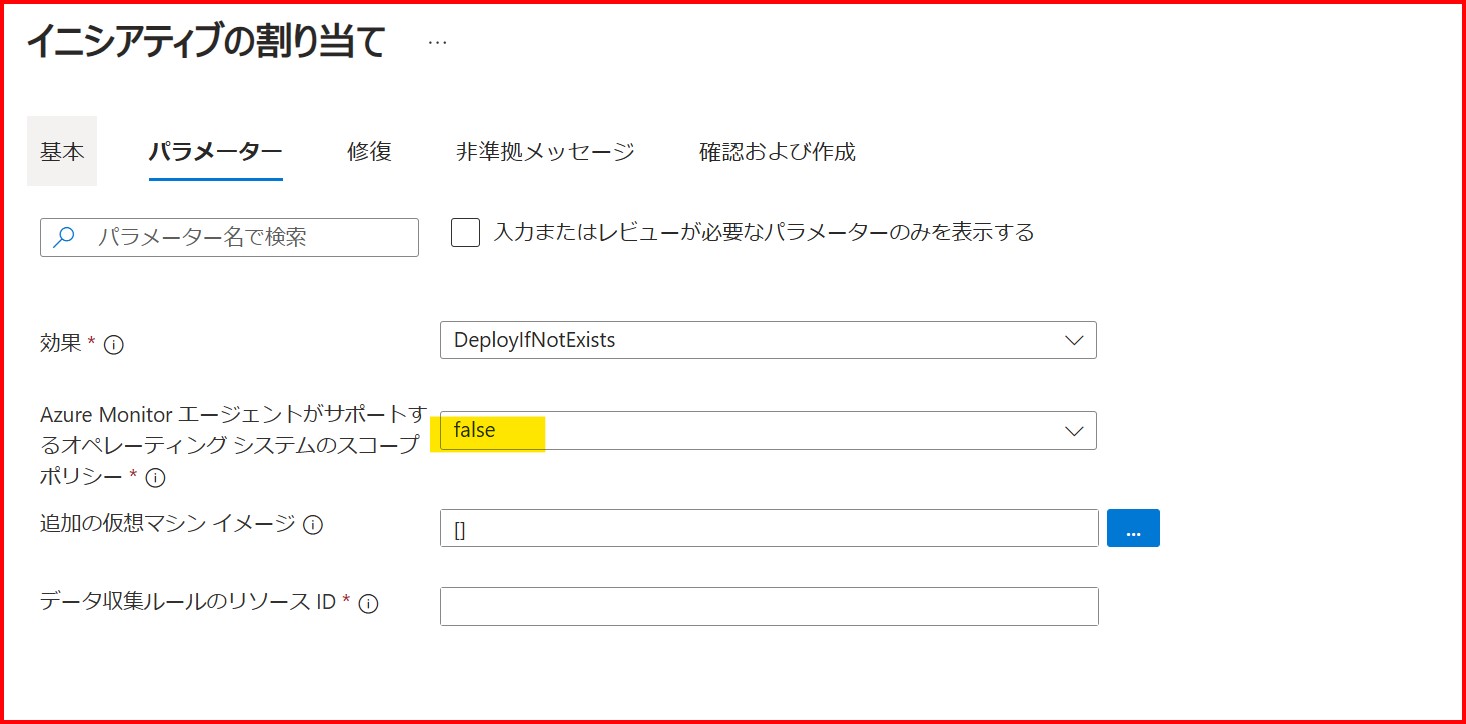 イニシアティブの割り当て ...
基本 パラメーター 修復 非準拠メッセージ 確認および作成
パラメーター名で検索 入力またはレビューが必要なパラメーターのみを表示する
効果 * DeployIfNotExists
Azure Monitor エージェントがサポートす
るオペレーティング システムのスコープ
ポリシー *
false
追加の仮想マシン イメージ [] ...
データ収集ルールのリソース ID *